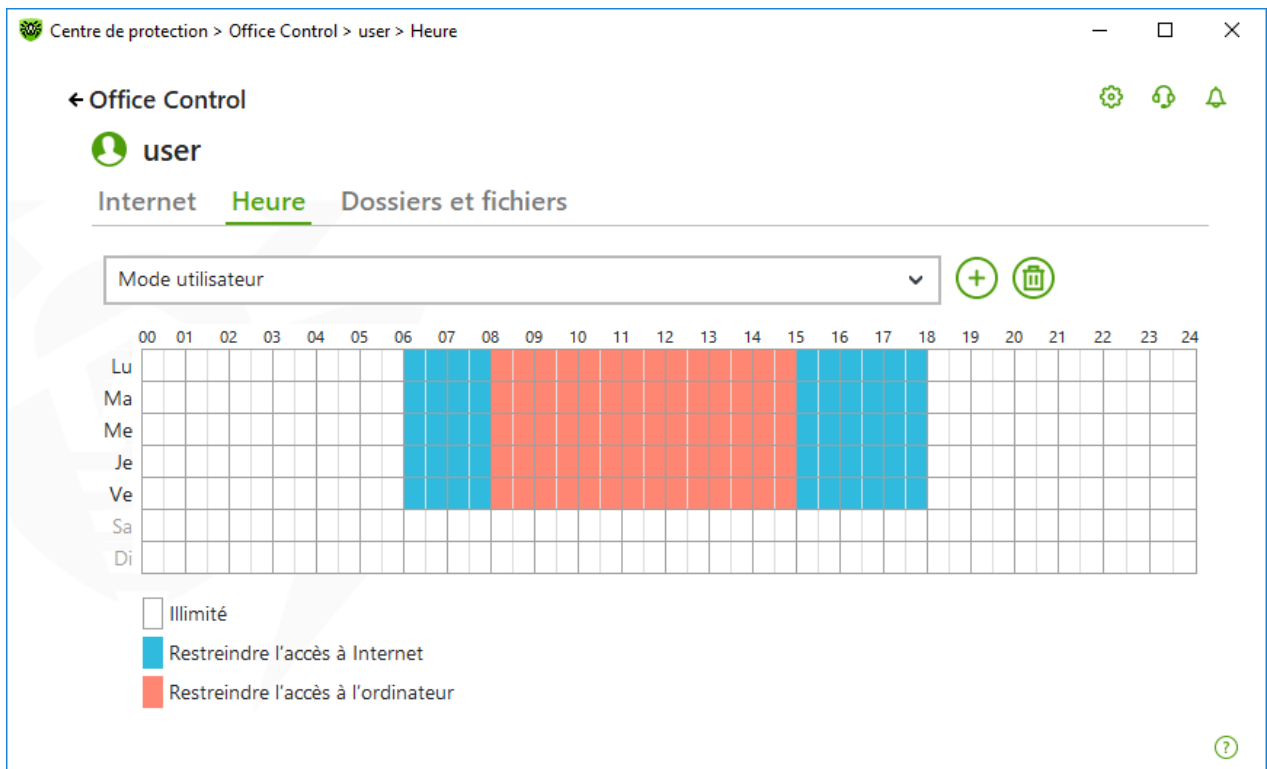 Centre de protection > Office Control > user > Heure
Office Control
user
Internet Heure Dossiers et fichiers
Mode utilisateur
00 01 02 03 04 05 06 07 08 09 10 11 12 13 14 15 16 17 18 19 20 21 22 23 24
Lu
Ma
Me
Je
Ve
Sa
Di
Illimité
Restreindre l'accès à Internet
Restreindre l'accès à l'ordinateur
?